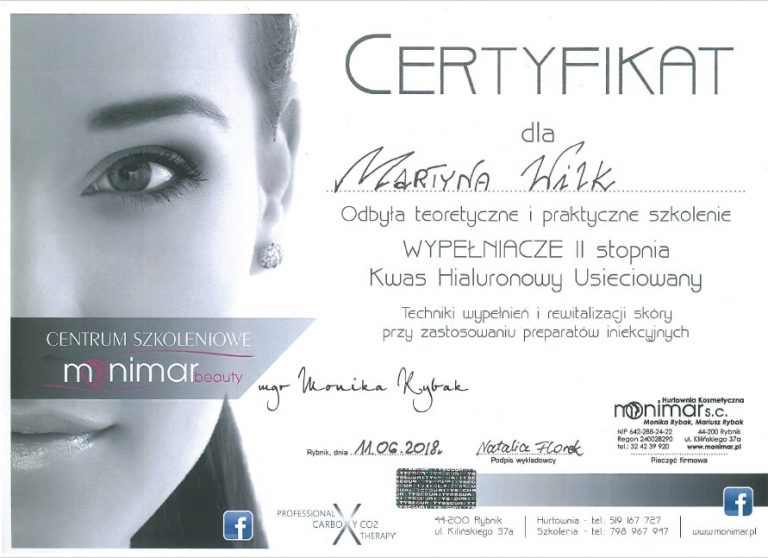 CERTYFIKAT
dla
Martyna Wilk
Odbyła teoretyczne i praktyczne szkolenie
WYPEŁNIACZE II stopnia
Kwas Hialuronowy Usieciowany
Techniki wypełnień i rewitalizacji skóry
przy zastosowaniu preparatów iniekcyjnych
CENTRUM SZKOLENIOWE
monimar beauty
mgr Monika Rybak
Hurtownia Kosmetyczna
monimar s.c.
Monika Rybak, Mariusz Rybak
NIP 642-288-24-22 44-200 Rybnik
Regon 240028290 ul. Kilińskiego 37a
tel.: 32 42 39 920 www.monimar.pl
Rybnik, dnia 11.06.2018r. Natalia Florek
Podpis wykładowcy
Pieczęć firmowa
PROFESSIONAL
CARBOXY CO2
THERAPY
44-200 Rybnik
ul. Kilińskiego 37a
Hurtownia - tel: 519 167 727
Szkolenia - tel: 798 967 947
www.monimar.pl
f
f